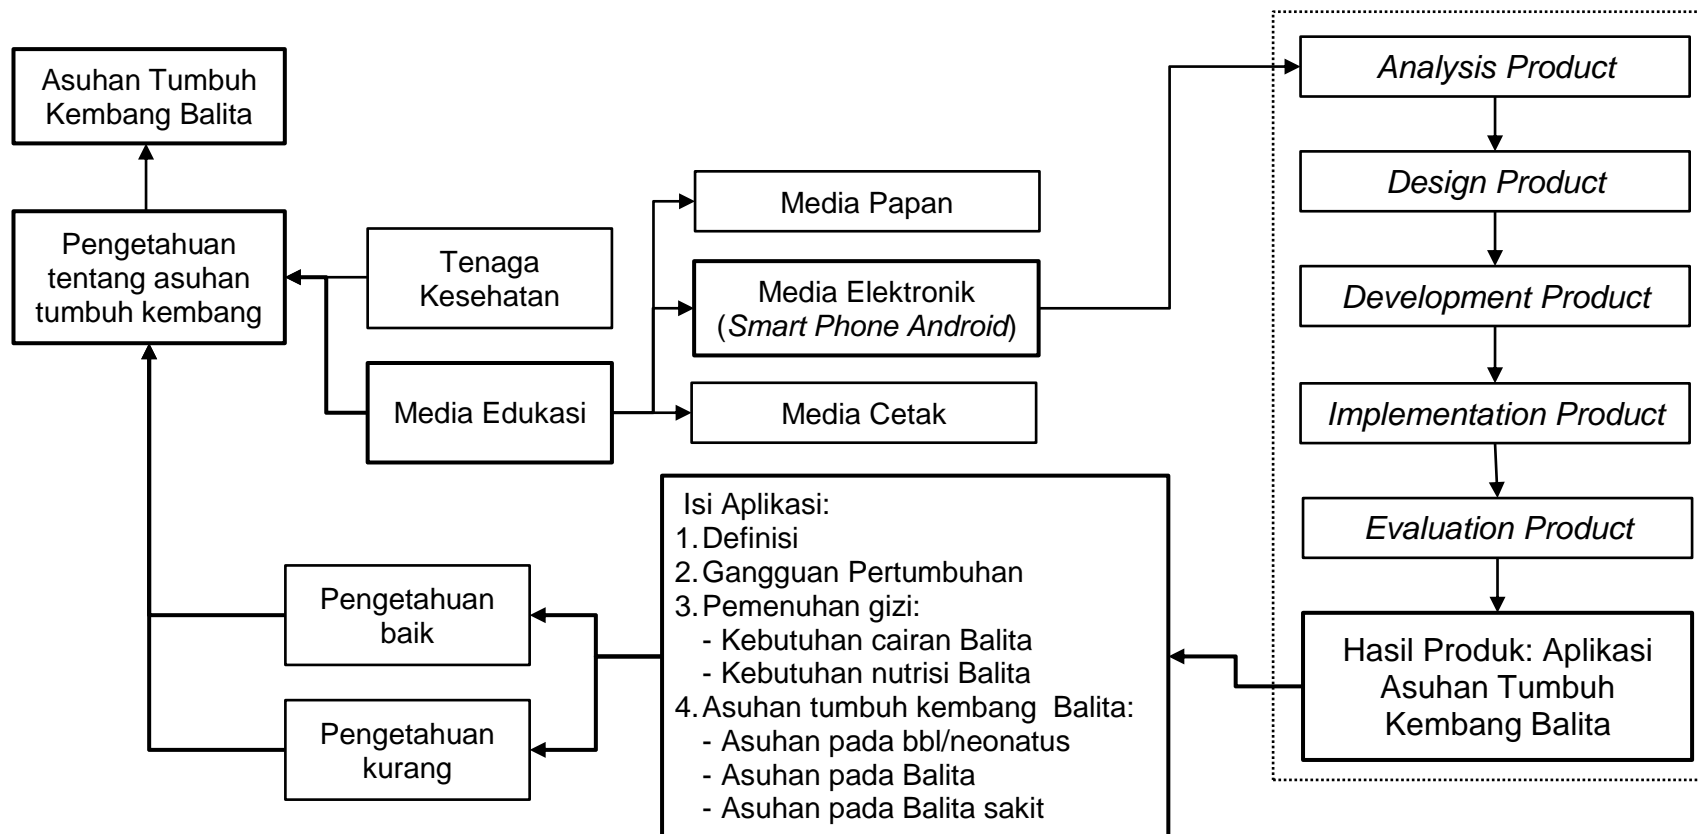 Asuhan Tumbuh
Kembang Balita
Pengetahuan
tentang asuhan
tumbuh kembang
Tenaga
Kesehatan
Media Edukasi
Media Papan
Media Elektronik
(Smart Phone Android)
Media Cetak
Analysis Product
Design Product
Development Product
Implementation Product
Evaluation Product
Hasil Produk: Aplikasi
Asuhan Tumbuh
Kembang Balita
Isi Aplikasi:
1. Definisi
2. Gangguan Pertumbuhan
3. Pemenuhan gizi:
- Kebutuhan cairan Balita
- Kebutuhan nutrisi Balita
4. Asuhan tumbuh kembang Balita:
- Asuhan pada bbl/neonatus
- Asuhan pada Balita
- Asuhan pada Balita sakit
Pengetahuan
baik
Pengetahuan
kurang